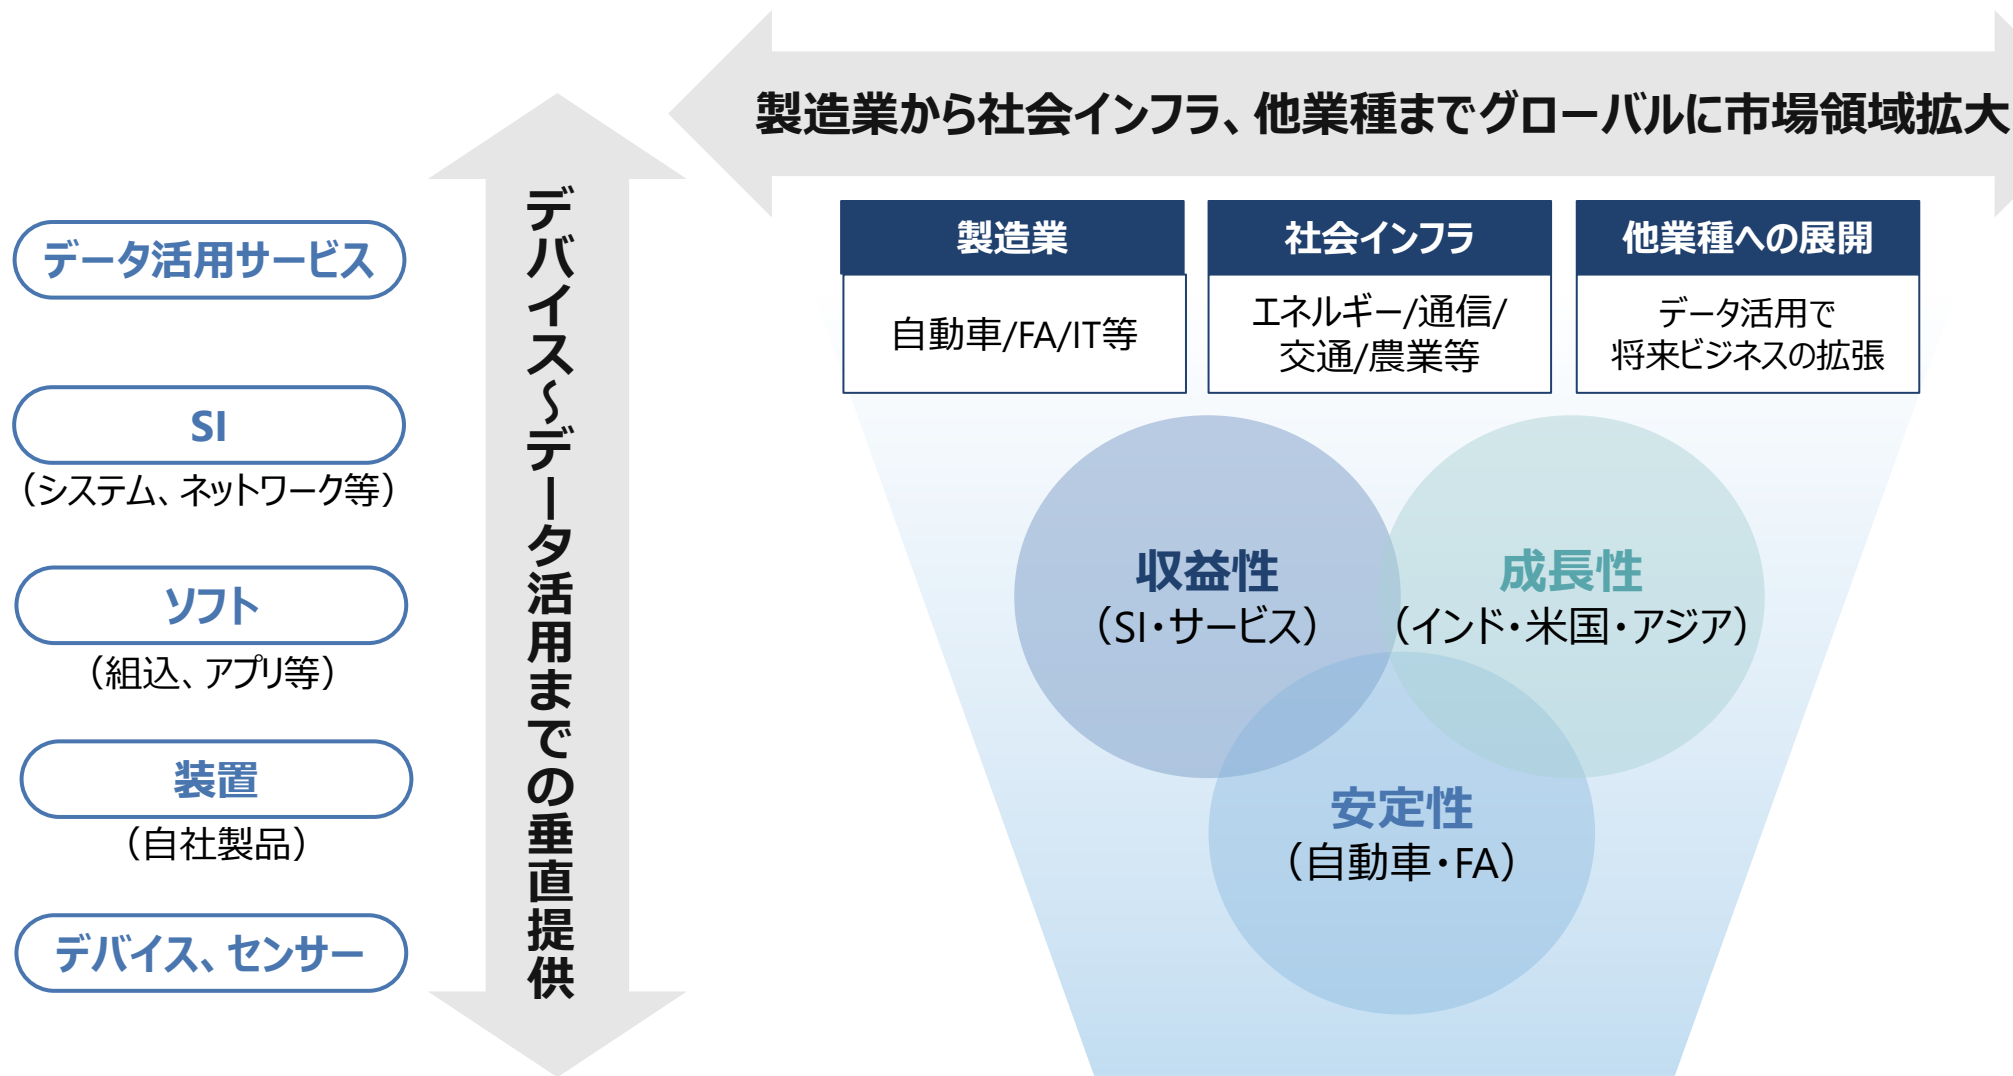 製造業から社会インフラ、他業種までグローバルに市場領域拡大
デバイス～データ活用までの垂直提供
データ活用サービス
SI
（システム、ネットワーク等）
ソフト
（組込、アプリ等）
装置
（自社製品）
デバイス、センサー
製造業
自動車/FA/IT等
社会インフラ
エネルギー/通信/
交通/農業等
他業種への展開
データ活用で
将来ビジネスの拡張
収益性
（SI・サービス）
成長性
（インド・米国・アジア）
安定性
（自動車・FA）